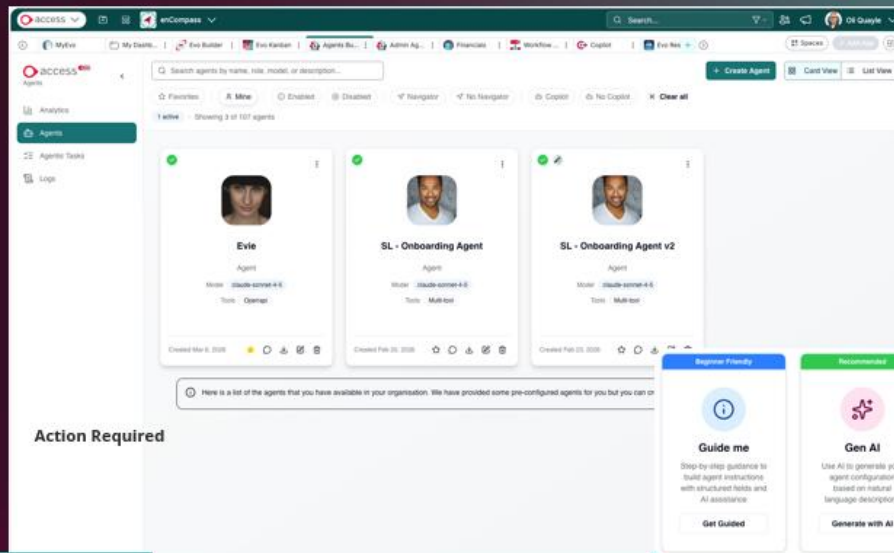 access
enCompass
Search...
Oli Quayle
MyEvo
My Dashb...
Evo Builder
Evo Kanban
Agents Bu...
Admin Ag...
Financials
Workflow ...
Copilot
Evo Res
Spaces
access
Agents
Search agents by name, role, model, or description...
+ Create Agent
Card View
List View
Favorites
Mine
Enabled
Disabled
Navigator
No Navigator
Copilot
No Copilot
Clear all
1 active
Showing 3 of 107 agents
Analytics
Agents
Agentic Tasks
Logs
Evie
Agent
Model claude-sonnet-4-5
Tools Openapi
Created Mar 6, 2026
SL - Onboarding Agent
Agent
Model claude-sonnet-4-5
Tools Multi-tool
Created Feb 20, 2026
SL - Onboarding Agent v2
Agent
Model claude-sonnet-4-5
Tools Multi-tool
Created Feb 23, 2026
Here is a list of the agents that you have available in your organisation. We have provided some pre-configured agents for you but you can
Action Required
Beginner Friendly
Guide me
Step-by-step guidance to
build agent instructions
with structured fields and
AI assistance
Get Guided
Recommended
Gen AI
Use AI to generate
agent configuration
based on natural
language description
Generate with AI